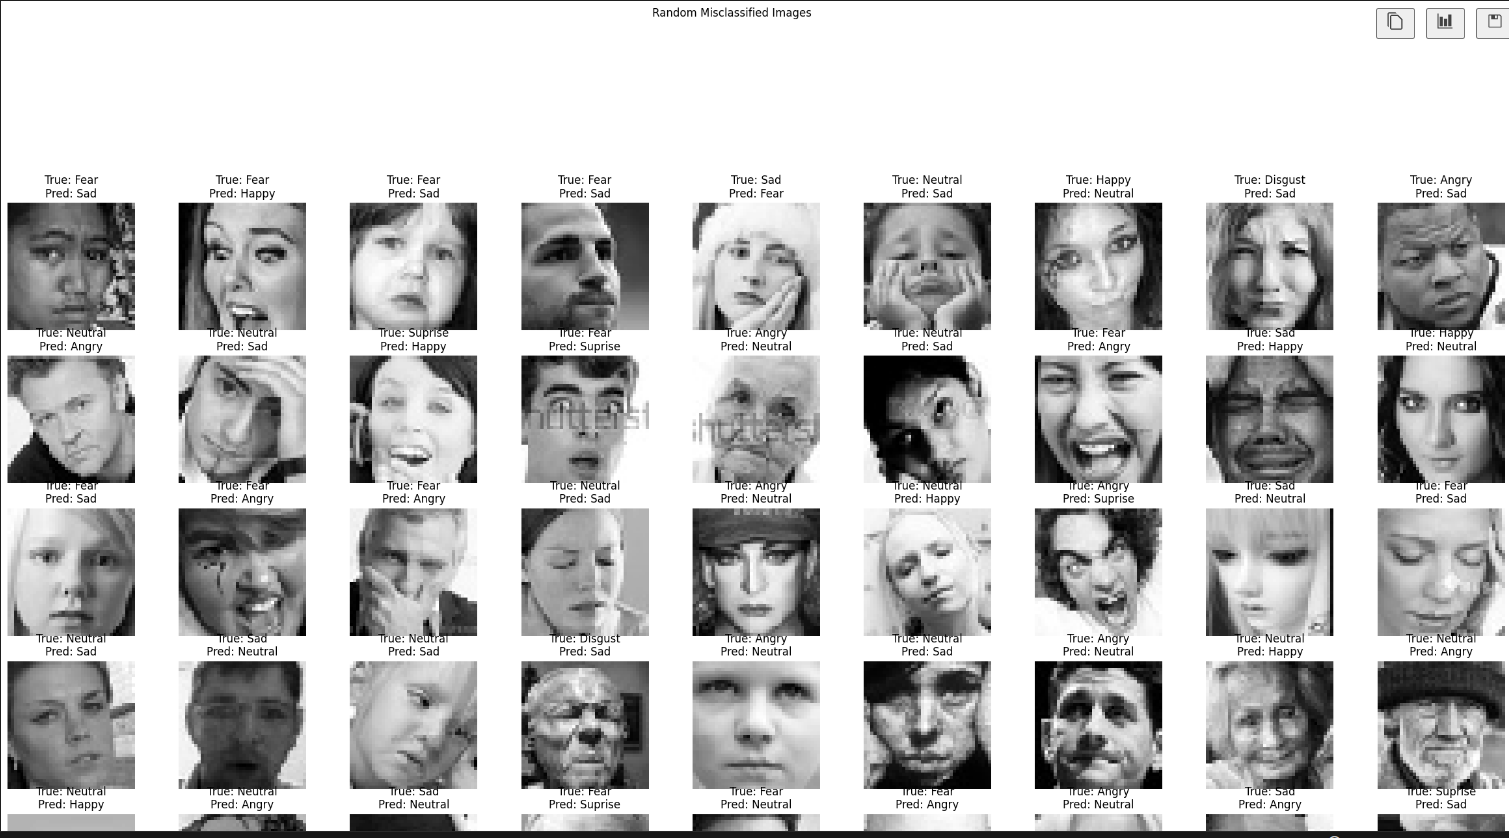 Random Misclassified Images
True: Fear True: Fear True: Fear True: Fear True: Sad True: Neutral True: Happy True: Disgust True: Angry
Pred: Sad Pred: Happy Pred: Sad Pred: Sad Pred: Fear Pred: Sad Pred: Neutral Pred: Sad Pred: Sad
True: Neutral True: Neutral True: Suprise True: Fear True: Angry True: Neutral True: Fear True: Sad True: Happy
Pred: Angry Pred: Sad Pred: Happy Pred: Suprise Pred: Neutral Pred: Sad Pred: Angry Pred: Happy Pred: Neutral
shutterst shutterst
True: Fear True: Fear True: Fear True: Neutral True: Angry True: Neutral True: Angry True: Sad True: Fear
Pred: Sad Pred: Angry Pred: Angry Pred: Sad Pred: Neutral Pred: Happy Pred: Suprise Pred: Neutral Pred: Sad
True: Neutral True: Sad True: Neutral True: Disgust True: Angry True: Neutral True: Angry True: Neutral True: Neutral
Pred: Sad Pred: Neutral Pred: Sad Pred: Sad Pred: Neutral Pred: Sad Pred: Neutral Pred: Happy Pred: Angry
True: Neutral True: Neutral True: Sad True: Fear True: Fear True: Fear True: Angry True: Sad True: Suprise
Pred: Happy Pred: Angry Pred: Neutral Pred: Suprise Pred: Neutral Pred: Angry Pred: Neutral Pred: Angry Pred: Sad